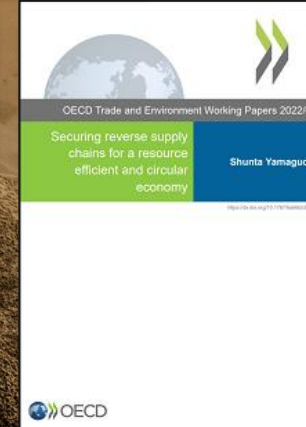 OECD Trade and Environment Working Papers 2022/
Securing reverse supply
chains for a resource
efficient and circular
economy
Shunta Yamaguc
OECD